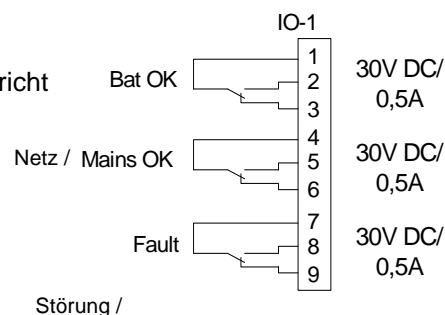 IO-1
richt Bat OK 1 2 3 30V DC/ 0,5A
Netz / Mains OK 4 5 6 30V DC/ 0,5A
Fault 7 8 9 30V DC/ 0,5A
Störung /